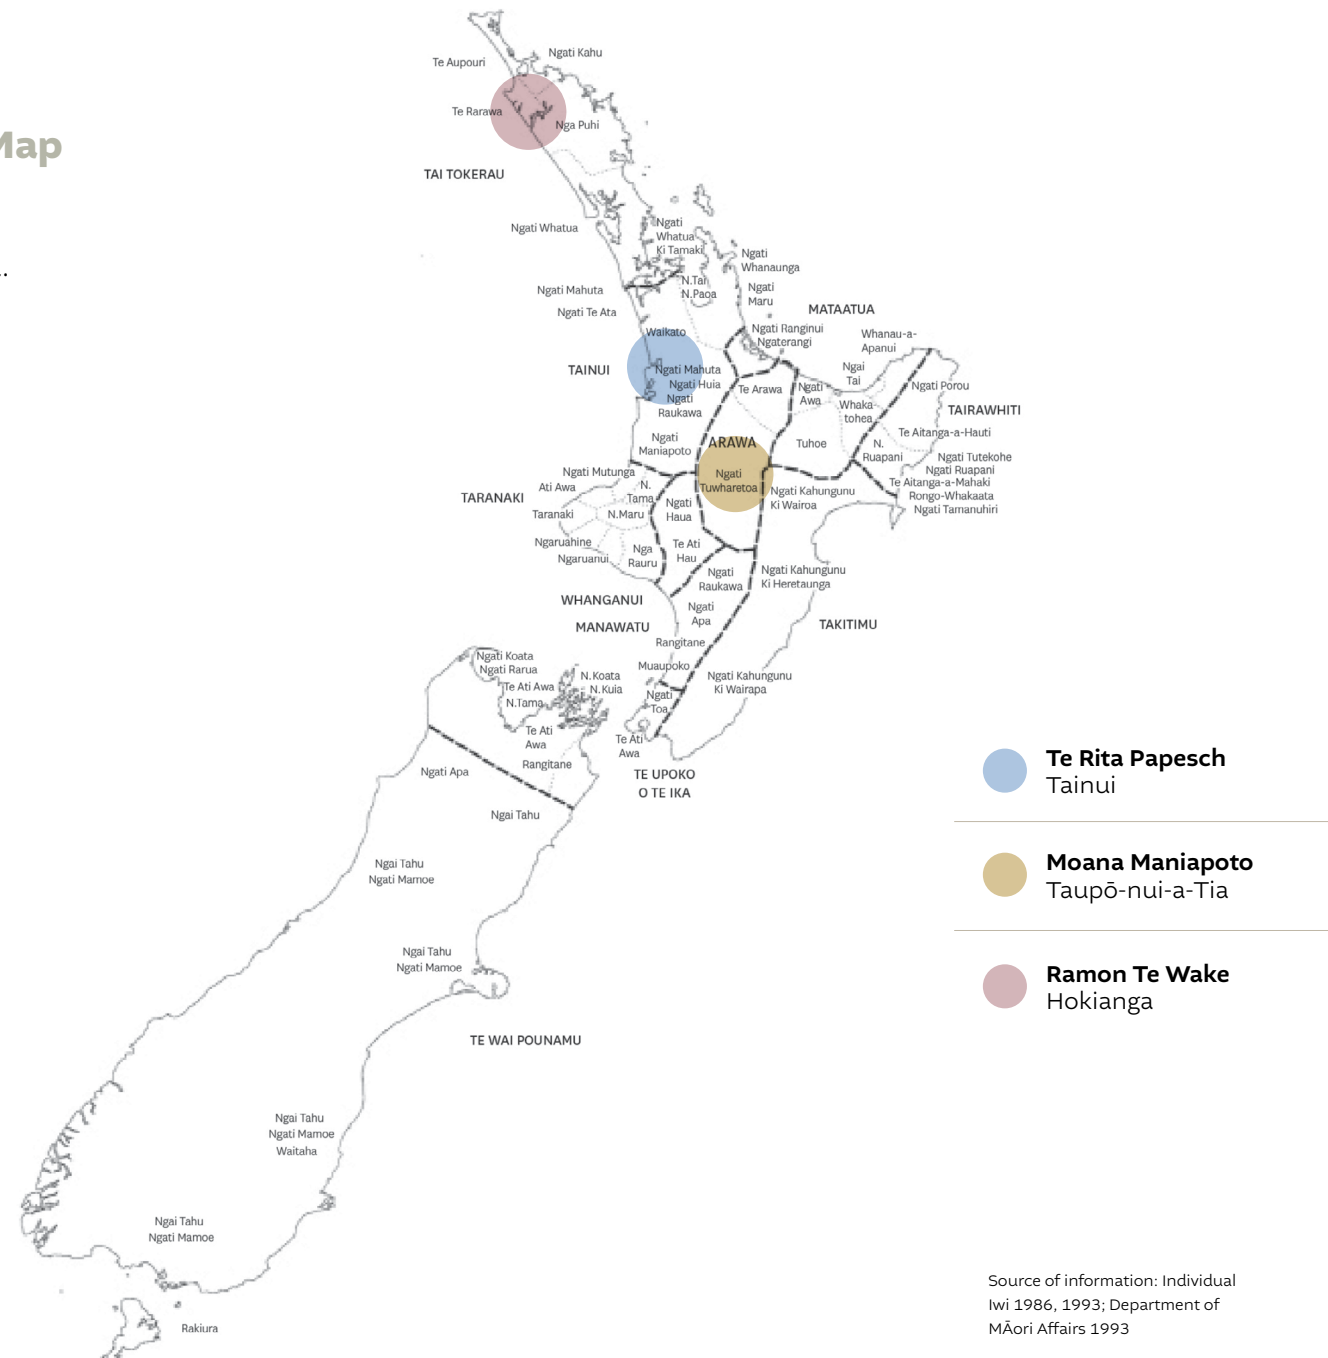 Map
..
Ngati Kahu
Te Aupouri
Te Rarawa
Nga Puhi
TAI TOKERAU
Ngati Whatua
Ngati
Whatua
Ki Tamaki
Ngati
Whanaunga
N.Tai
N.Paoa
Ngati
Maru
Ngati Mahuta
Ngati Te Ata
MATAATUA
Waikato
Ngati Ranginui
Ngaterangi
Whanau-a-
Apanui
TAINUI
Ngati Mahuta
Ngati Huia
Ngati
Raukawa
Te Arawa
Ngati
Awa
Ngai
Tai
Whaka
tohea
Ngati Porou
TAIRAWHITI
Te Aitanga-a-Hauti
Ngati
Maniapoto
ARAWA
Tuhoe
N.
Ruapani
Ngati Tutekohe
Ngati Ruapani
Te Aitanga-a-Mahaki
Rongo-Whakaata
Ngati Tamanuhiri
Ngati
Tuwharetoa
Ngati Kahungunu
Ki Wairoa
Ngati Mutunga
Ati Awa
TARANAKI
Taranaki
N.
Tama
N.Maru
Ngati
Haua
Ngaruahine
Ngaruanui
Nga
Rauru
Te Ati
Hau
Ngati
Raukawa
Ngati Kahungunu
Ki Heretaunga
WHANGANUI
MANAWATU
Ngati
Apa
TAKITIMU
Rangitane
Muaupoko
Ngati Kahungunu
Ki Wairapa
Ngati
Toa
Te Ati
Awa
TE UPOKO
O TE IKA
Ngati Koata
Ngati Rarua
Te Ati Awa
N.Tama
N.Koata
N.Kuia
Te Ati
Awa
Rangitane
Ngati Apa
Ngai Tahu
Ngai Tahu
Ngati Mamoe
Ngai Tahu
Ngati Mamoe
TE WAI POUNAMU
Ngai Tahu
Ngati Mamoe
Waitaha
Ngai Tahu
Ngati Mamoe
Rakiura
Te Rita Papesch
Tainui
Moana Maniapoto
Taupō-nui-a-Tia
Ramon Te Wake
Hokianga
Source of information: Individual
Iwi 1986, 1993; Department of
MĀori Affairs 1993